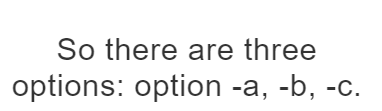 So there are three
options: option -a, -b, -c.